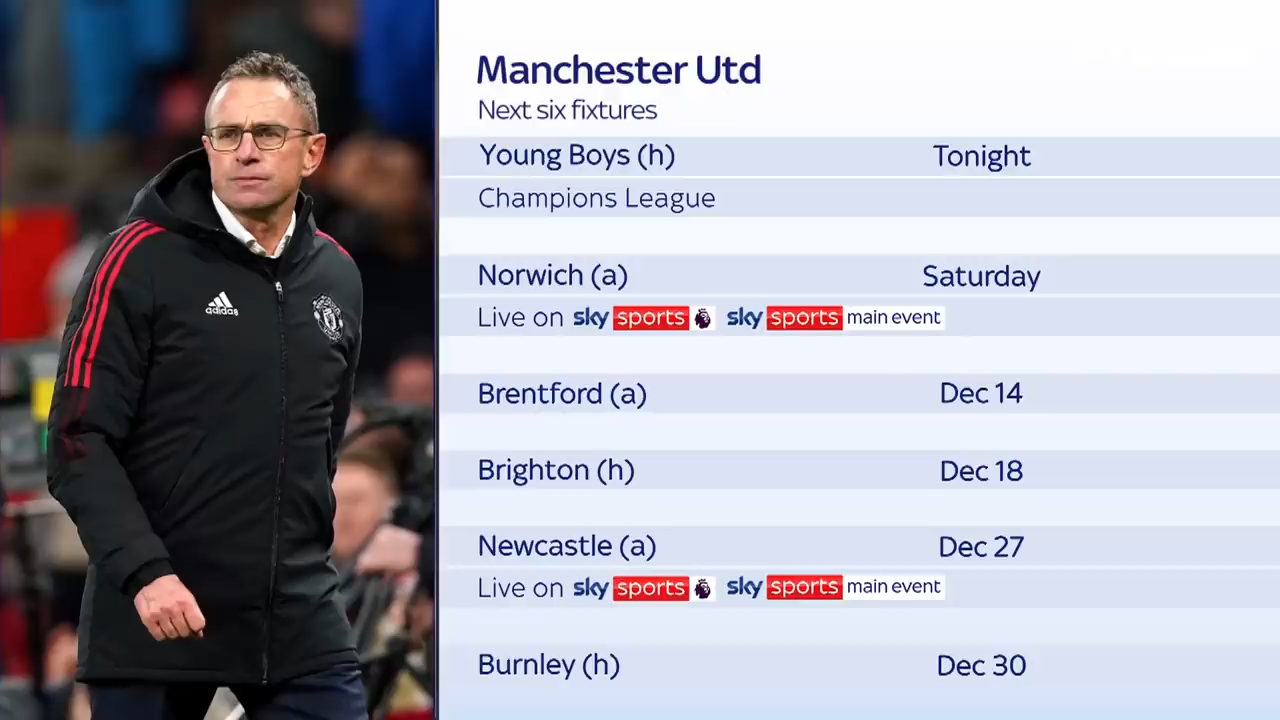 adidas
Manchester Utd
Next six fixtures
Young Boys (h) Tonight
Champions League
Norwich (a) Saturday
Live on sky sports sky sports main event
Brentford (a) Dec 14
Brighton (h) Dec 18
Newcastle (a) Dec 27
Live on sky sports sky sports main event
Burnley (h) Dec 30